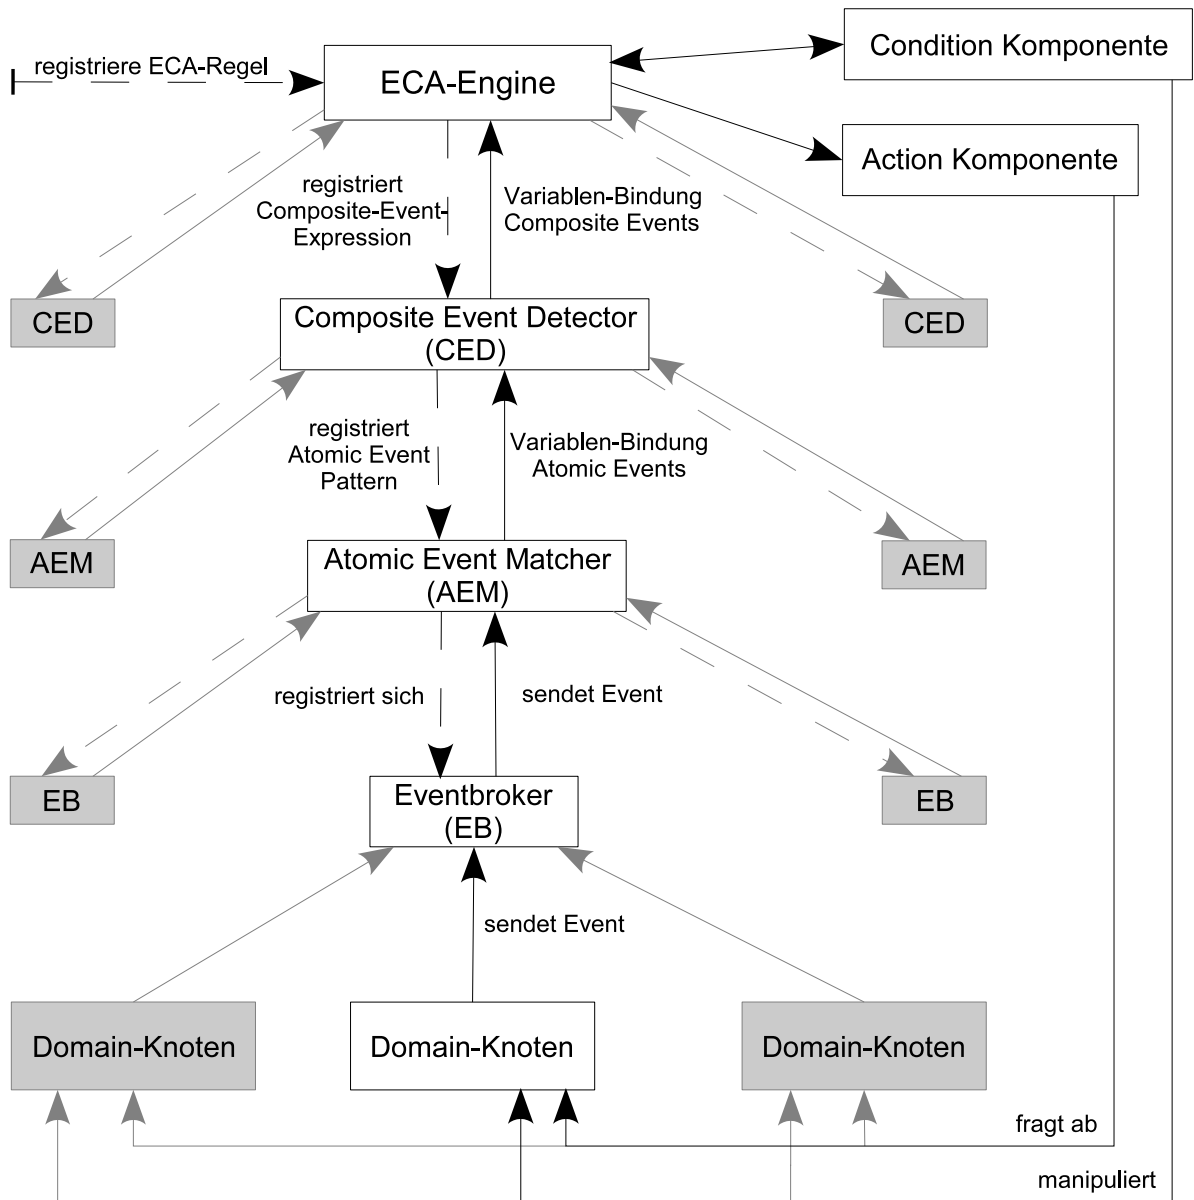 Condition Komponente
registriere ECA-Regel
ECA-Engine
Action Komponente
registriert
Composite-Event-
Expression
Variablen-Bindung
Composite Events
CED
Composite Event Detector
(CED)
CED
registriert
Atomic Event
Pattern
Variablen-Bindung
Atomic Events
AEM
Atomic Event Matcher
(AEM)
AEM
registriert sich
sendet Event
EB
Eventbroker
(EB)
EB
sendet Event
Domain-Knoten
Domain-Knoten
Domain-Knoten
fragt ab
manipuliert